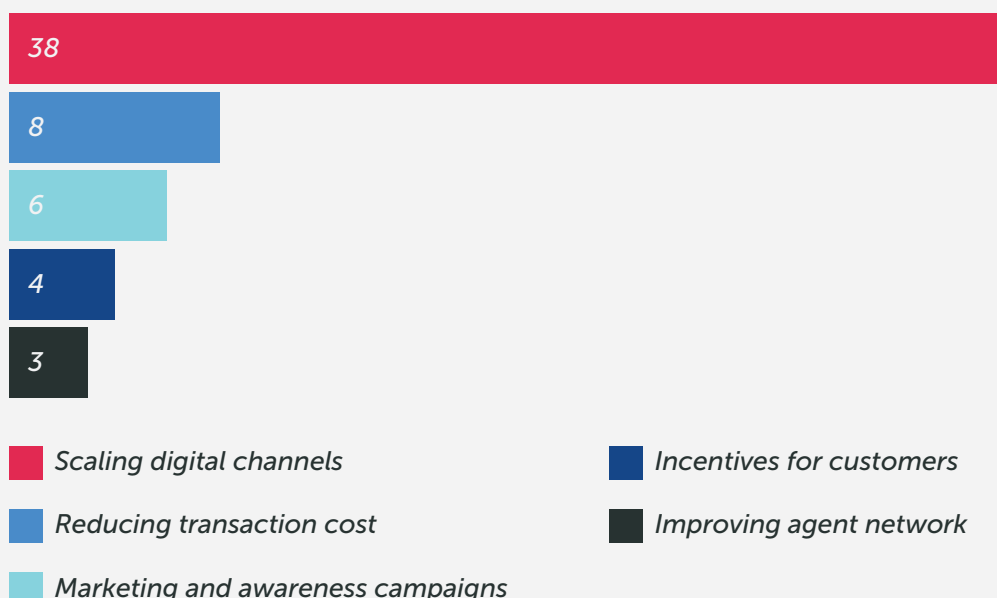 38
8
6
4
3
Scaling digital channels
Incentives for customers
Reducing transaction cost
Improving agent network
Marketing and awareness campaigns